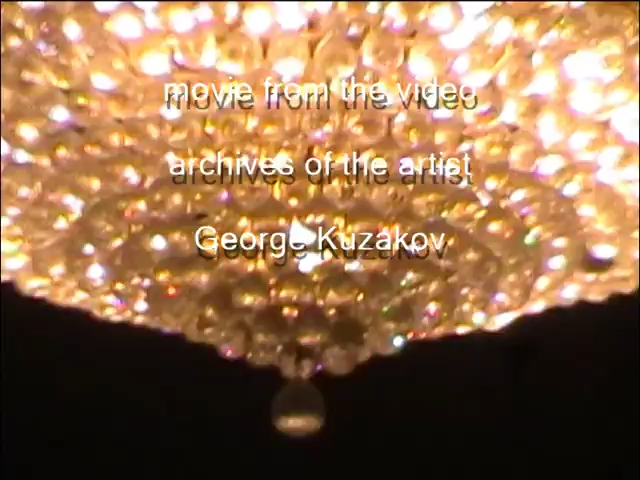 movie from the video
archives of the artist
George Kuzakov